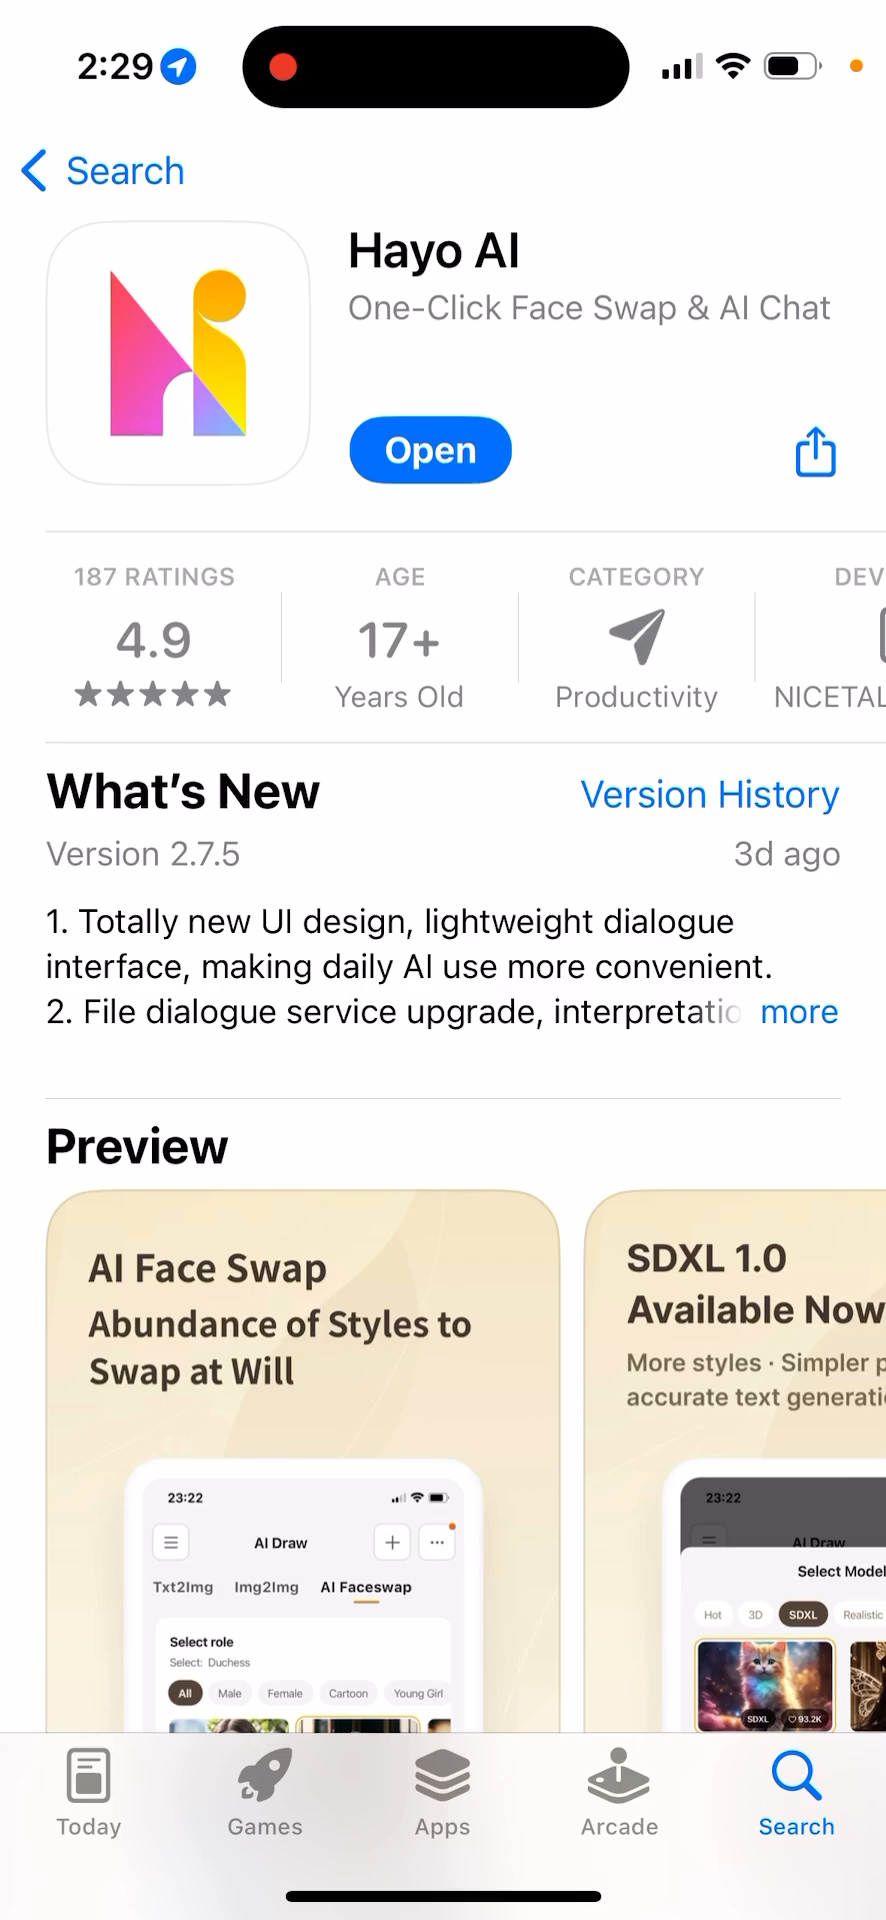 2:29
Search
Hayo AI
One-Click Face Swap & AI Chat
Open
187 RATINGS
4.9
AGE
17+
Years Old
CATEGORY
Productivity
DEV
NICETAL
What's New
Version History
Version 2.7.5
3d ago
1. Totally new UI design, lightweight dialogue
interface, making daily AI use more convenient.
2. File dialogue service upgrade, interpretatio more
Preview
AI Face Swap
Abundance of Styles to
Swap at Will
23:22
AI Draw
Txt2Img Img2Img AI Faceswap
Select role
Select: Duchess
All Male Female Cartoon Young Girl
SDXL 1.0
Available Now
More styles · Simpler p
accurate text generati
23:22
AI Draw
Select Model
Hot 3D SDXL Realistic
SDXL 93.2K
Today Games Apps Arcade Search